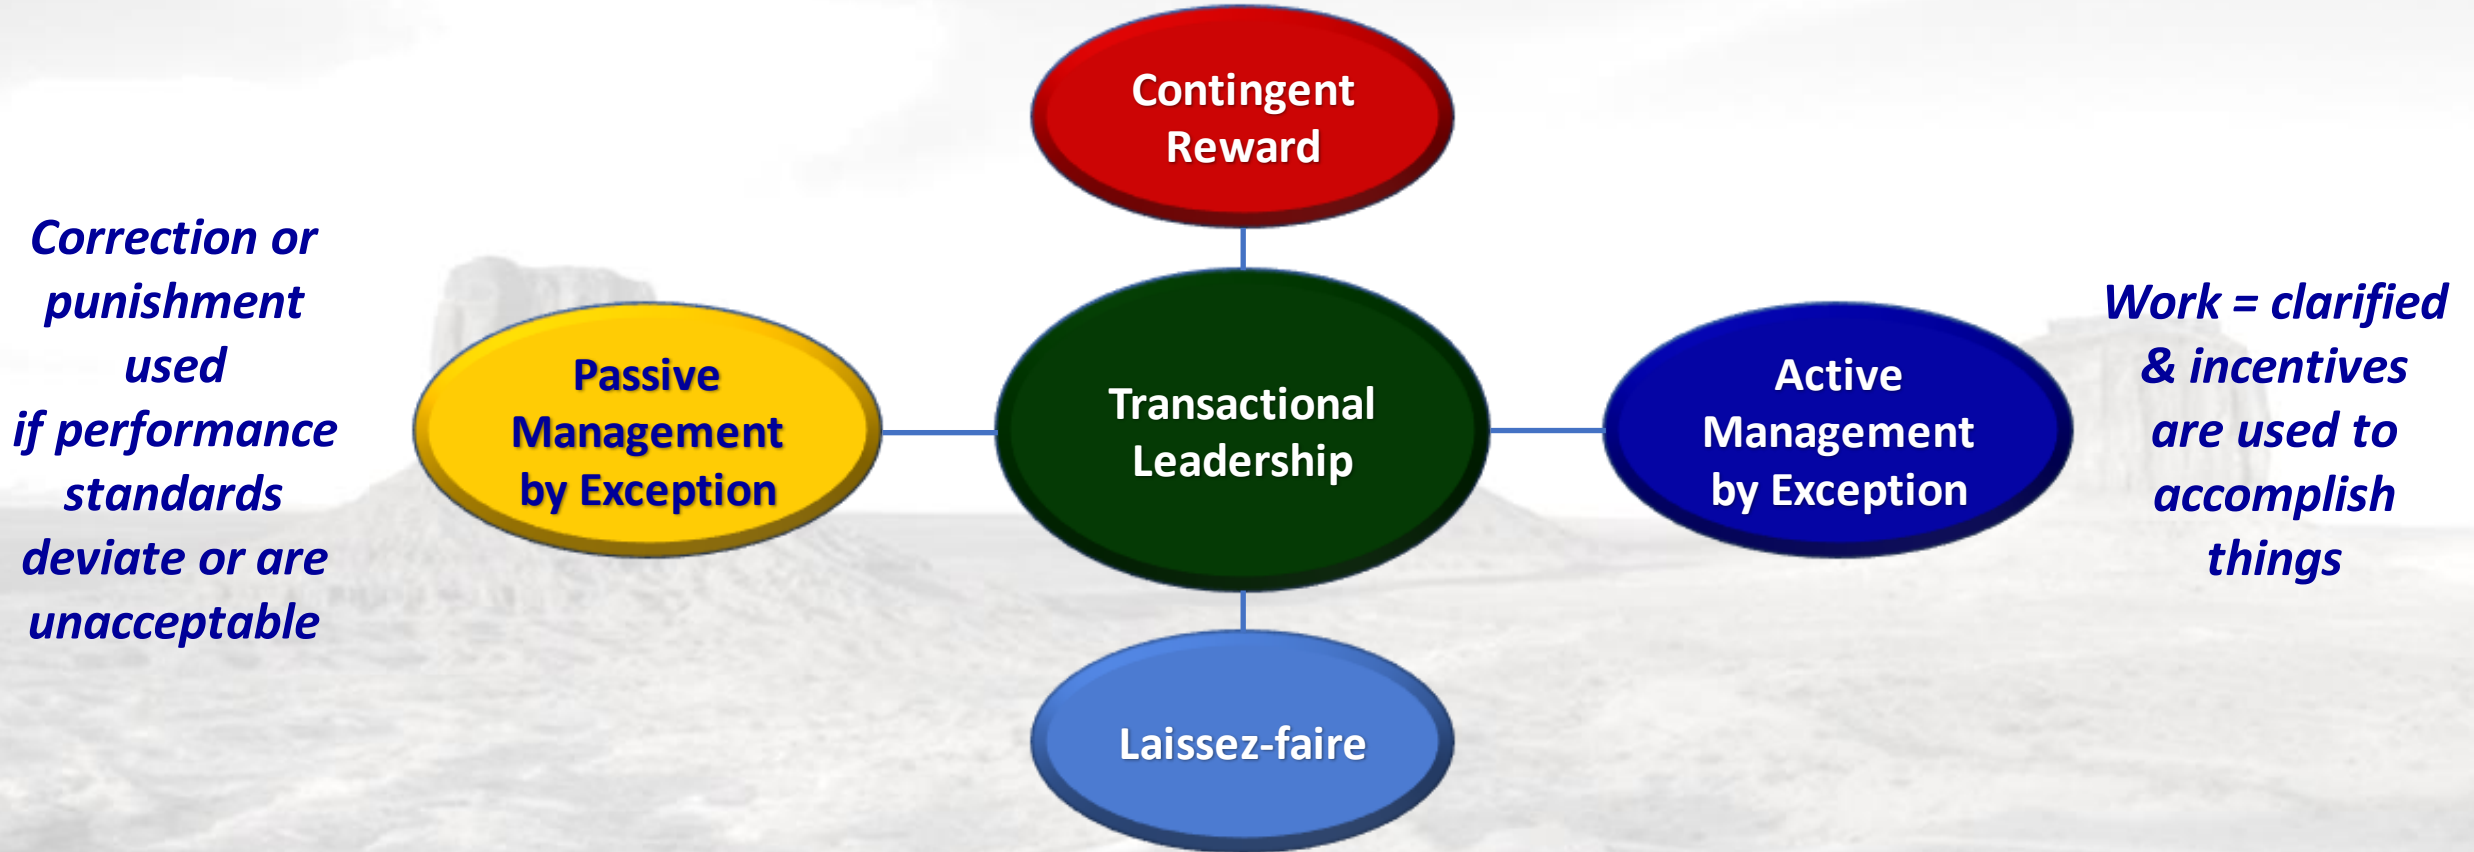 Contingent
Reward
Correction or
punishment
used
if performance
standards
deviate or are
unacceptable
Passive
Management
by Exception
Transactional
Leadership
Active
Management
by Exception
Work = clarified
& incentives
are used to
accomplish
things
Laissez-faire